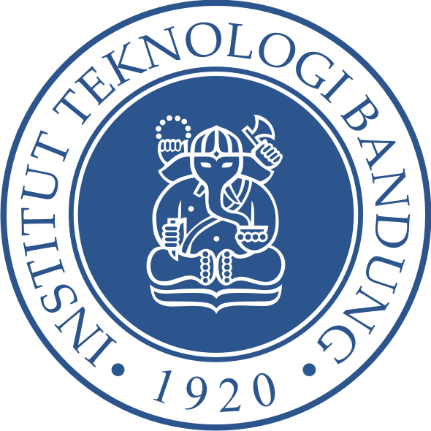 INSTITUT TEKNOLOGI BANDUNG
• 1920 •